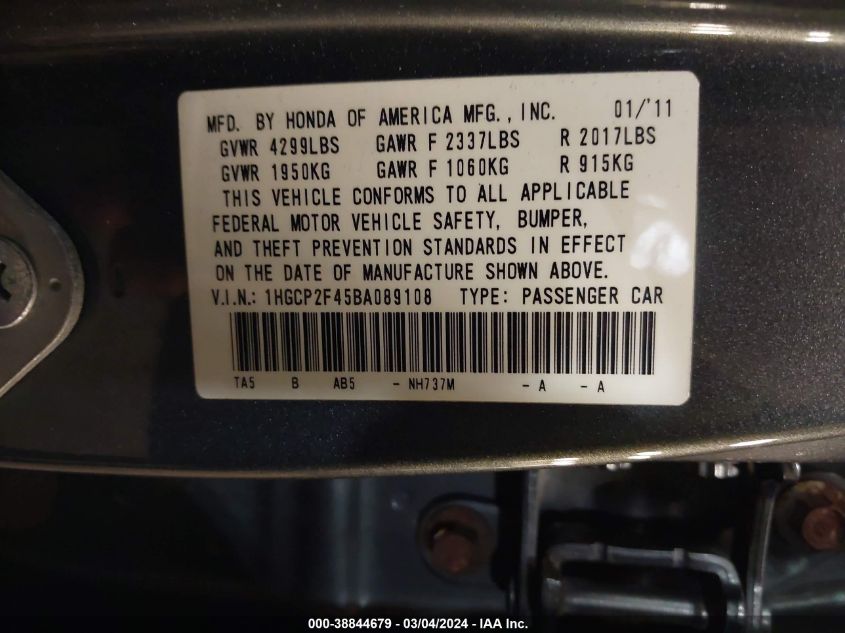 MFD. BY HONDA OF AMERICA MFG., INC. 01/'11
GVWR 4299LBS GAWR F 2337LBS R 2017LBS
GVWR 1950KG GAWR F 1060KG R 915KG
THIS VEHICLE CONFORMS TO ALL APPLICABLE
FEDERAL MOTOR VEHICLE SAFETY, BUMPER,
AND THEFT PREVENTION STANDARDS IN EFFECT
ON THE DATE OF MANUFACTURE SHOWN ABOVE.
V.I.N.: 1HGCP2F45BA089108 TYPE: PASSENGER CAR
TA5 B AB5 - NH737M - A - A
000-38844679 - 03/04/2024 - IAA Inc.